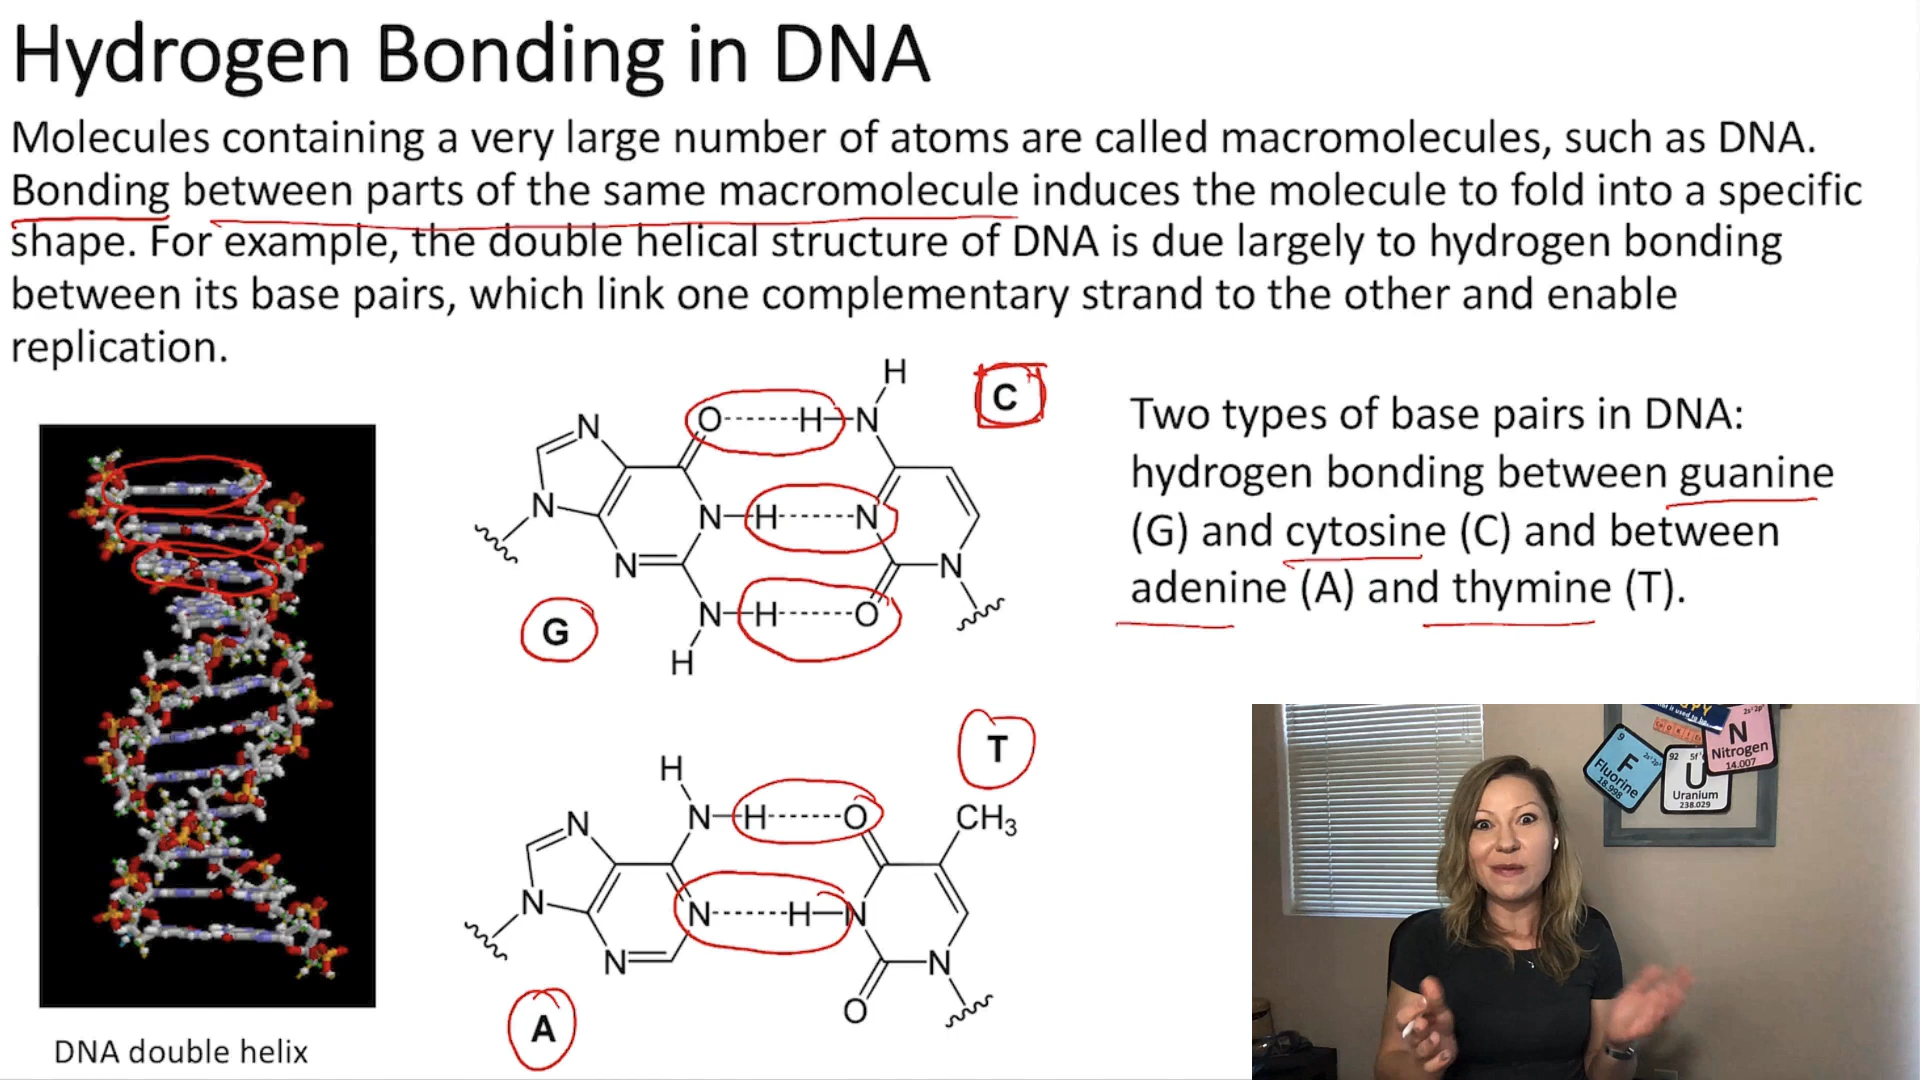 Hydrogen Bonding in DNA
Molecules containing a very large number of atoms are called macromolecules, such as DNA.
Bonding between parts of the same macromolecule induces the molecule to fold into a specific
shape. For example, the double helical structure of DNA is due largely to hydrogen bonding
between its base pairs, which link one complementary strand to the other and enable
replication.
H
C
N
O
H
N
N
N
H
N
N
N
N
H
O
G
H
Two types of base pairs in DNA:
hydrogen bonding between guanine
(G) and cytosine (C) and between
adenine (A) and thymine (T).
T
H
N
N
H
O
CH3
N
N
H
N
N
N
O
A
DNA double helix
9
F
Fluorine
18.998
92
U
Uranium
238.029
N
Nitrogen
14.007